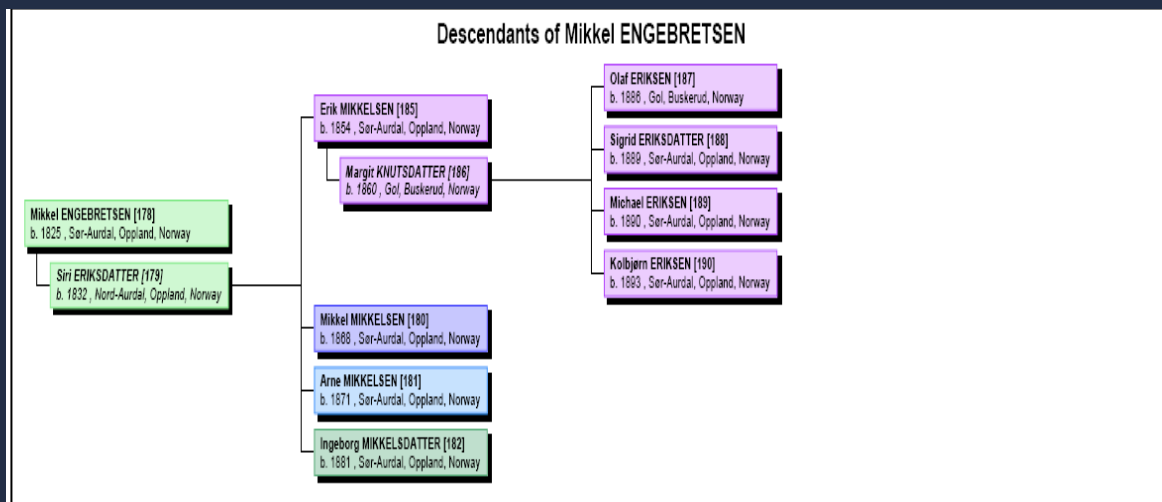 Descendants of Mikkel ENGEBRETSEN
Mikkel ENGEBRETSEN [178]
b. 1825 , Sør-Aurdal, Oppland, Norway
Siri ERIKSDATTER [179]
b. 1832 , Nord-Aurdal, Oppland, Norway
Erik MIKKELSEN [185]
b. 1854 , Sør-Aurdal, Oppland, Norway
Margit KNUTSDATTER [186]
b. 1860 , Gol, Buskerud, Norway
Olaf ERIKSEN [187]
b. 1886 , Gol, Buskerud, Norway
Sigrid ERIKSDATTER [188]
b. 1889 , Sør-Aurdal, Oppland, Norway
Michael ERIKSEN [189]
b. 1890 , Sør-Aurdal, Oppland, Norway
Kolbjørn ERIKSEN [190]
b. 1893 , Sør-Aurdal, Oppland, Norway
Mikkel MIKKELSEN [180]
b. 1868 , Sør-Aurdal, Oppland, Norway
Arne MIKKELSEN [181]
b. 1871 , Sør-Aurdal, Oppland, Norway
Ingeborg MIKKELSDATTER [182]
b. 1881 , Sør-Aurdal, Oppland, Norway